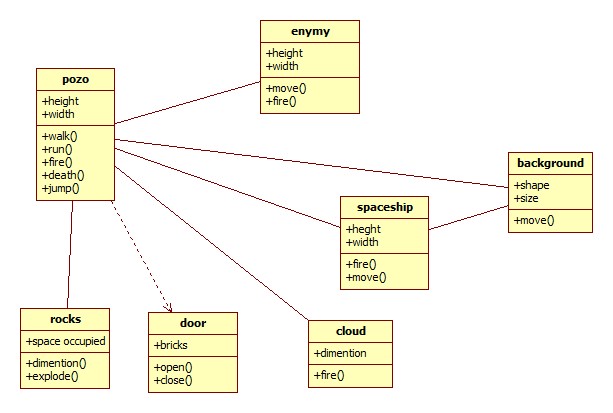 enymy
+height
+width
+move()
+fire()
pozo
+height
+width
+walk()
+run()
+fire()
+death()
+jump()
background
+shape
+size
+move()
spaceship
+heght
+width
+fire()
+move()
rocks
+space occupied
+dimention()
+explode()
door
+bricks
+open()
+close()
cloud
+dimention
+fire()